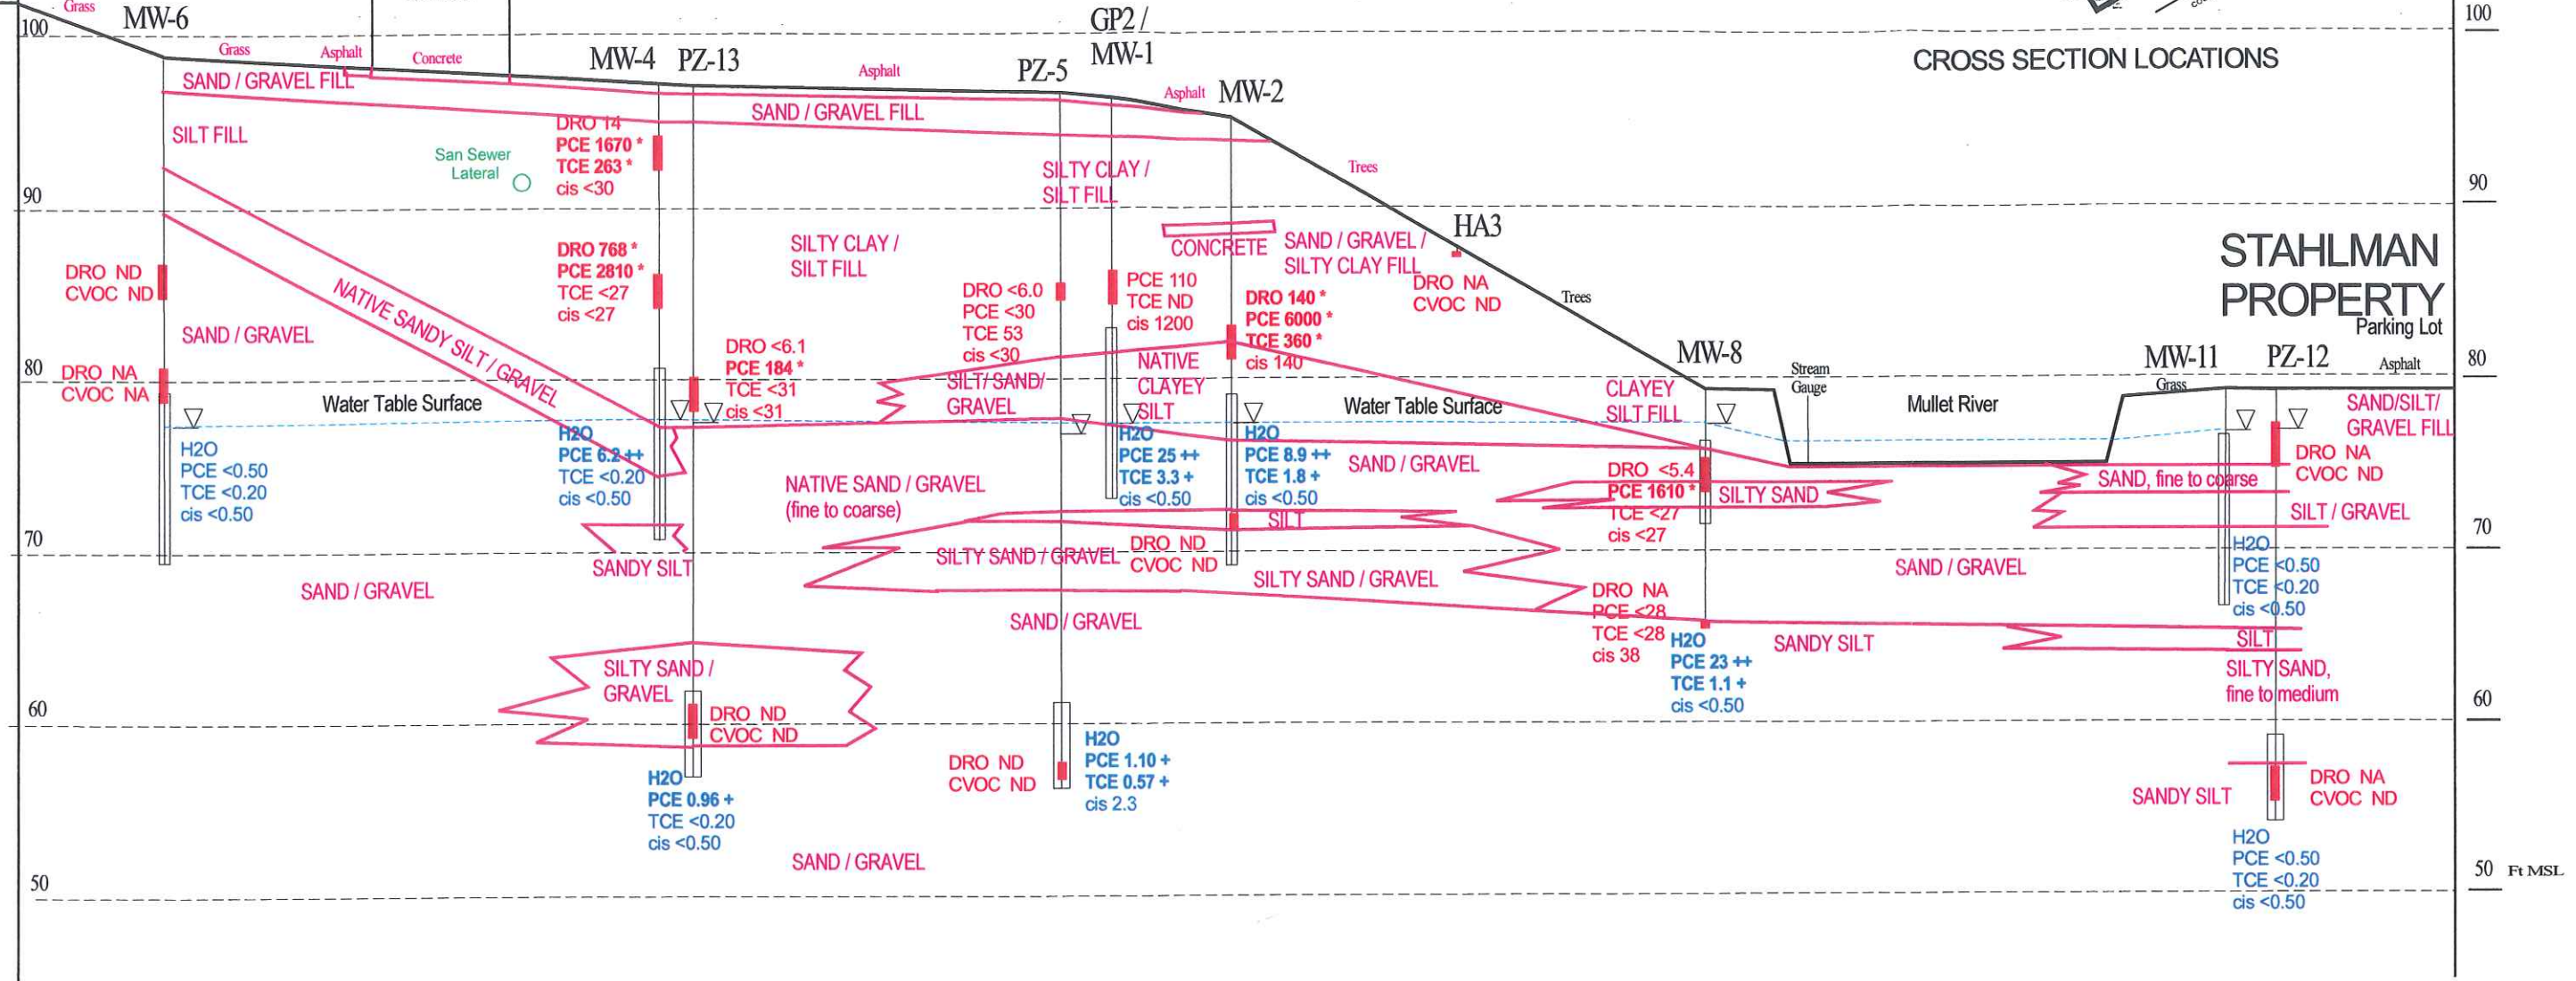 Grass
MW-6
100
Grass
Asphalt
Concrete
MW-4
PZ-13
Asphalt
PZ-5
GP2 /
MW-1
Asphalt
MW-2
100
CROSS SECTION LOCATIONS
SAND / GRAVEL FILL
SAND / GRAVEL FILL
SILT FILL
San Sewer
Lateral
DRO 14
PCE 1670 *
TCE 263 *
cis <30
SILTY CLAY /
SILT FILL
Trees
90
90
DRO 768 *
PCE 2810 *
TCE <27
cis <27
SILTY CLAY /
SILT FILL
CONCRETE
SAND / GRAVEL /
SILTY CLAY FILL
HA3
DRO NA
CVOC ND
STAHLMAN
PROPERTY
Parking Lot
DRO ND
CVOC ND
SAND / GRAVEL
NATIVE SANDY SILT / GRAVEL
DRO <6.0
PCE <30
TCE 53
cis <30
PCE 110
TCE ND
cis 1200
DRO 140 *
PCE 6000 *
TCE 360 *
cis 140
Trees
DRO <6.1
PCE 184 *
TCE <31
cis <31
80
DRO NA
CVOC NA
SILT/ SAND/
GRAVEL
NATIVE
CLAYEY
SILT
CLAYEY
SILT FILL
MW-8
Stream
Gauge
Mullet River
MW-11
Grass
PZ-12
Asphalt
80
Water Table Surface
Water Table Surface
SAND/SILT/
GRAVEL FILL
H2O
PCE <0.50
TCE <0.20
cis <0.50
H2O
PCE 6.2 ++
TCE <0.20
cis <0.50
NATIVE SAND / GRAVEL
(fine to coarse)
H2O
PCE 25 ++
TCE 3.3 +
cis <0.50
H2O
PCE 8.9 ++
TCE 1.8 +
cis <0.50
SAND / GRAVEL
DRO <5.4
PCE 1610 *
TCE <27
cis <27
SILTY SAND
SAND, fine to coarse
DRO NA
CVOC ND
SILT / GRAVEL
70
SILT
70
SANDY SILT
SILTY SAND / GRAVEL
DRO ND
CVOC ND
SILTY SAND / GRAVEL
SAND / GRAVEL
H2O
PCE <0.50
TCE <0.20
cis <0.50
SAND / GRAVEL
SAND / GRAVEL
DRO NA
PCE <28
TCE <28
cis 38
H2O
PCE 23 ++
TCE 1.1 +
cis <0.50
SANDY SILT
SILT
SILTY SAND,
fine to medium
SILTY SAND /
GRAVEL
60
60
DRO ND
CVOC ND
DRO ND
CVOC ND
H2O
PCE 1.10 +
TCE 0.57 +
cis 2.3
SANDY SILT
DRO NA
CVOC ND
H2O
PCE 0.96 +
TCE <0.20
cis <0.50
SAND / GRAVEL
H2O
PCE <0.50
TCE <0.20
cis <0.50
50
50 Ft MSL